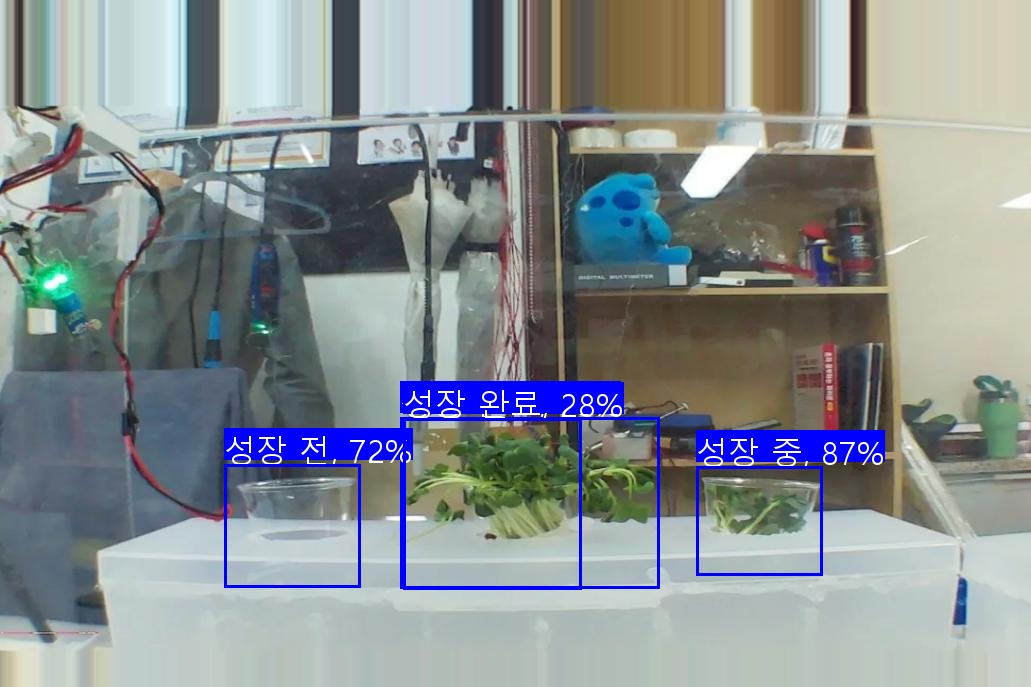 DIGITAL MULTIMETER
성장 완료, 28%
성장 전, 72%
성장 중, 87%